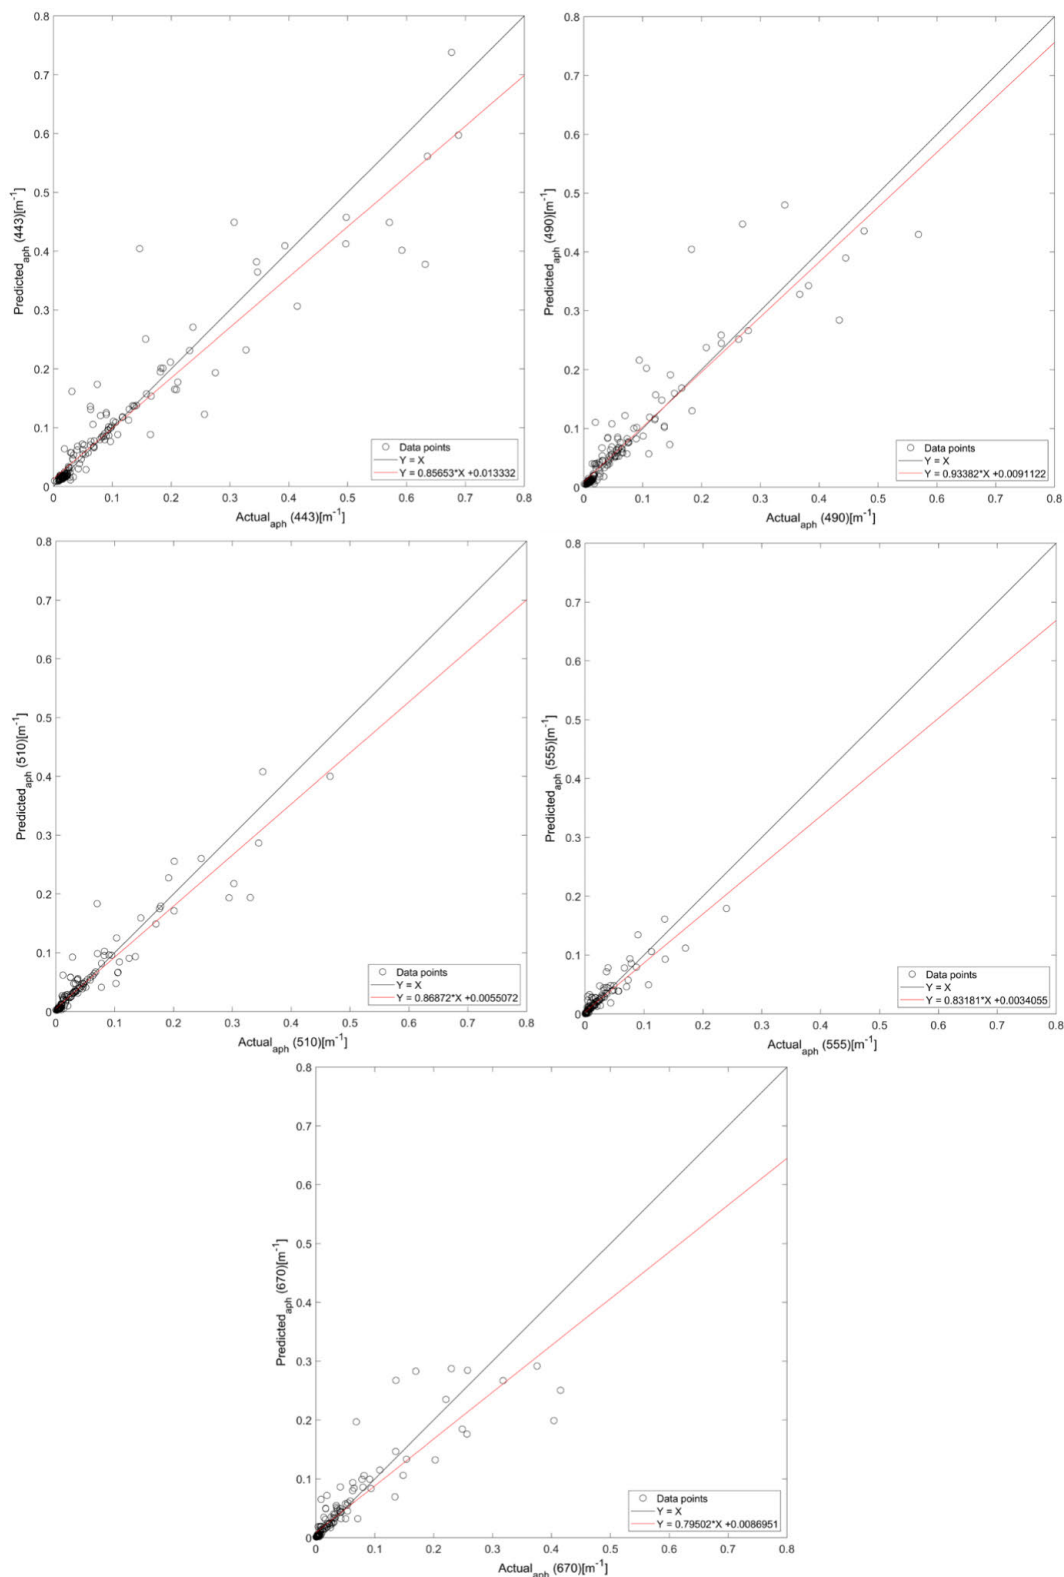 0.8 0.7 0.6 0.5 0.4 0.3 0.2 0.1 0
Predicted_aph (443)[m^-1]
Data points
Y = X
Y = 0.85653*X +0.013332
0 0.1 0.2 0.3 0.4 0.5 0.6 0.7 0.8
Actual_aph (443)[m^-1]
0.8 0.7 0.6 0.5 0.4 0.3 0.2 0.1 0
Predicted_aph (490)[m^-1]
Data points
Y = X
Y = 0.93382*X +0.0091122
0 0.1 0.2 0.3 0.4 0.5 0.6 0.7 0.8
Actual_aph (490)[m^-1]
0.8 0.7 0.6 0.5 0.4 0.3 0.2 0.1 0
Predicted_aph (510)[m^-1]
Data points
Y = X
Y = 0.86872*X +0.0055072
0 0.1 0.2 0.3 0.4 0.5 0.6 0.7 0.8
Actual_aph (510)[m^-1]
0.8 0.7 0.6 0.5 0.4 0.3 0.2 0.1 0
Predicted_aph (555)[m^-1]
Data points
Y = X
Y = 0.83181*X +0.0034055
0 0.1 0.2 0.3 0.4 0.5 0.6 0.7 0.8
Actual_aph (555)[m^-1]
0.8 0.7 0.6 0.5 0.4 0.3 0.2 0.1 0
Predicted_aph (670)[m^-1]
Data points
Y = X
Y = 0.79502*X +0.0086951
0 0.1 0.2 0.3 0.4 0.5 0.6 0.7 0.8
Actual_aph (670)[m^-1]